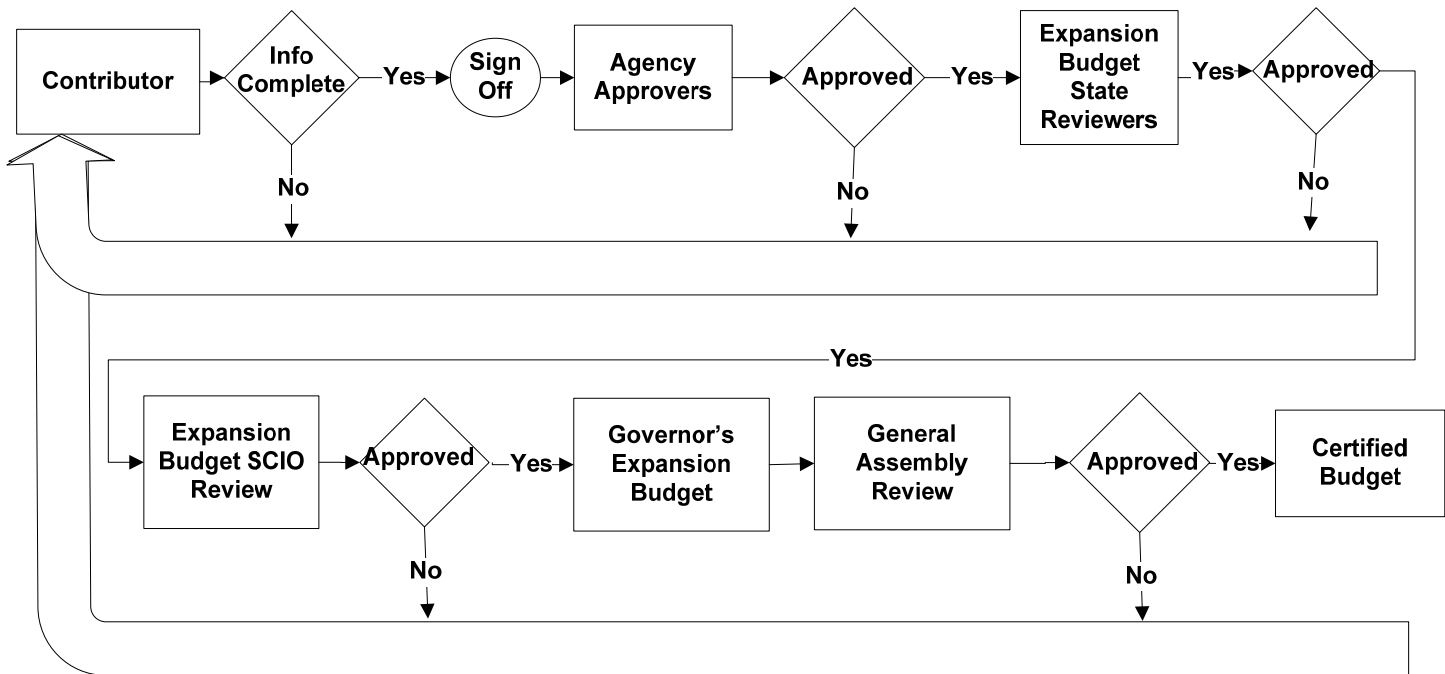 Contributor
Info
Complete
Yes
Sign
Off
Agency
Approvers
Approved
Yes
Expansion
Budget
State
Reviewers
Yes
Approved
No
No
No
Yes
Expansion
Budget SCIO
Review
Approved
Yes
Governor's
Expansion
Budget
General
Assembly
Review
Approved
Yes
Certified
Budget
No
No